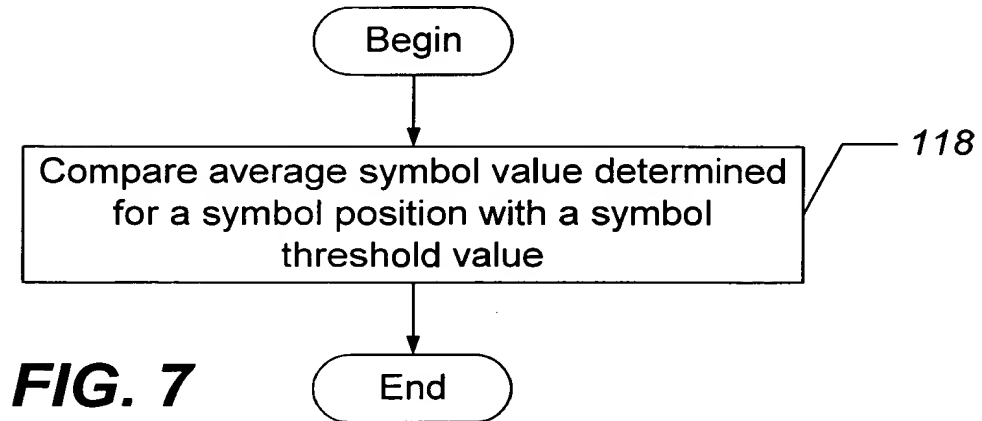 Begin
Compare average symbol value determined
for a symbol position with a symbol
threshold value
118
End
FIG. 7